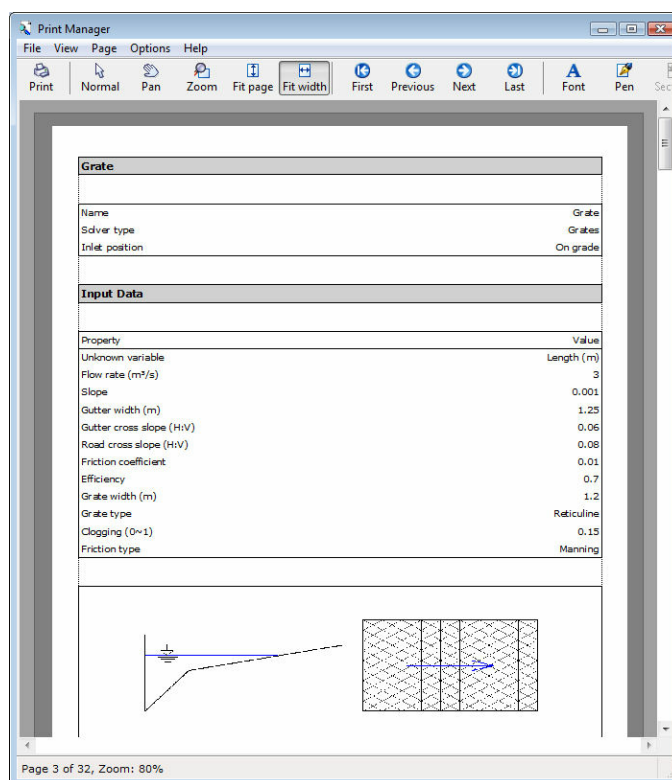 Print Manager
File View Page Options Help
Print Normal Pan Zoom Fit page Fit width First Previous Next Last Font Pen
Grate
Name Grate
Solver type Grates
Inlet position On grade
Input Data
Property Value
Unknown variable Length (m)
Flow rate (m³/s) 3
Slope 0.001
Gutter width (m) 1.25
Gutter cross slope (H:V) 0.06
Road cross slope (H:V) 0.08
Friction coefficient 0.01
Efficiency 0.7
Grate width (m) 1.2
Grate type Reticuline
Clogging (0~1) 0.15
Friction type Manning
Page 3 of 32, Zoom: 80%